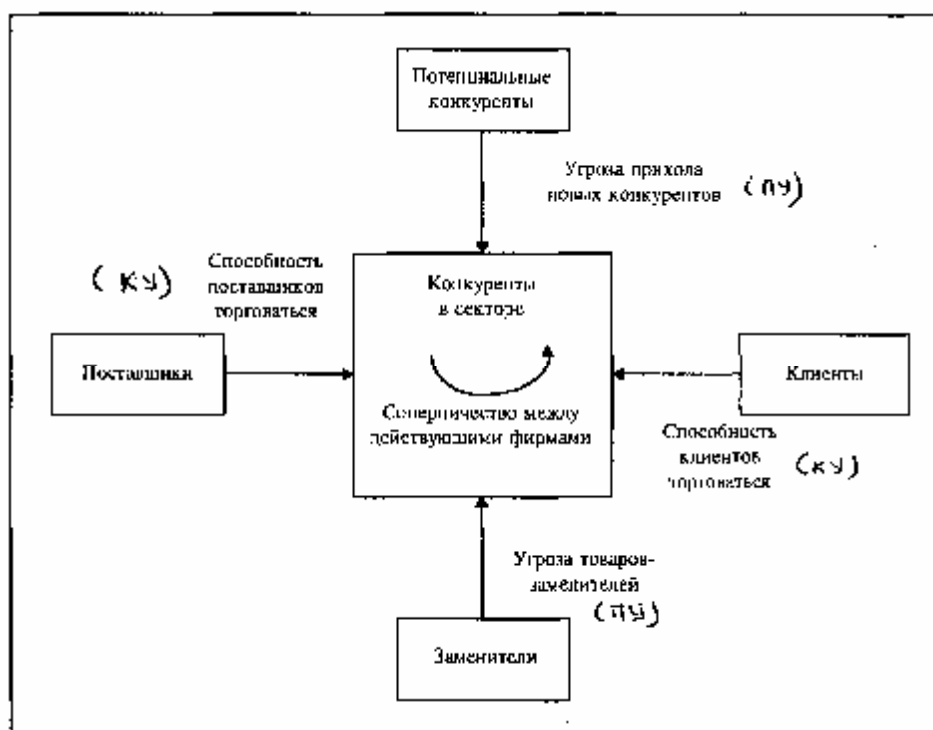 Потенциальные
конкуренты
Угроза прихода
новых конкурентов (ПУ)
(КУ) Способность
поставщиков
торговаться
Конкуренты
в секторе
Поставщики
Клиенты
Соперничество между
действующими фирмами
Способность
клиентов (КУ)
торговаться
Угроза товаров-
заменителей
(ПУ)
Заменители